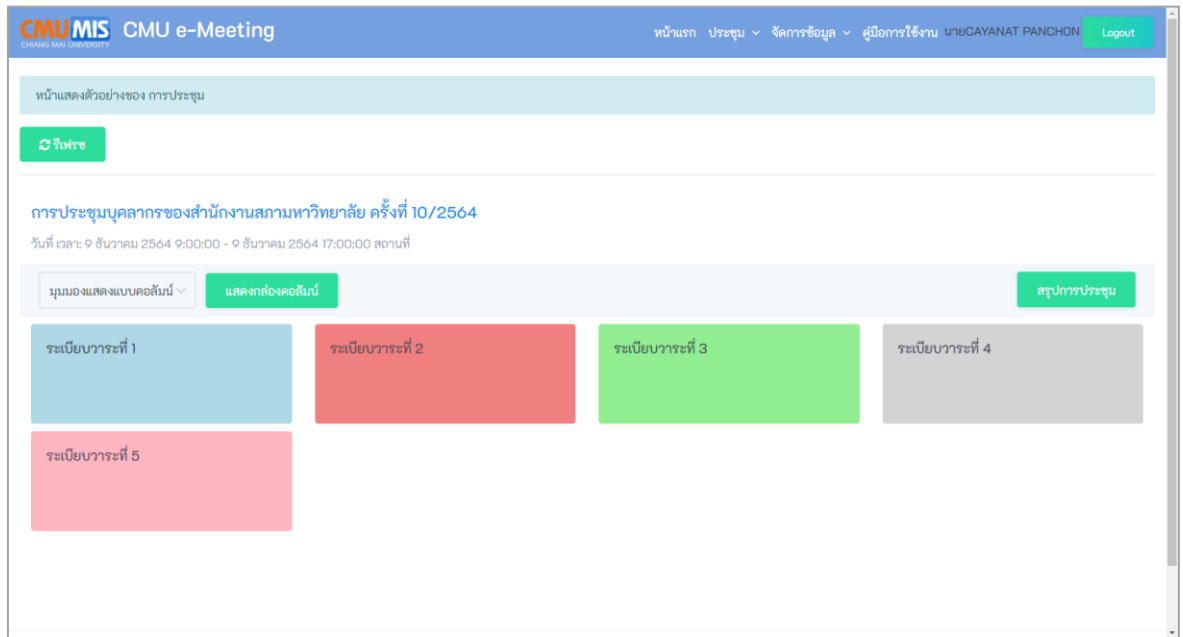 CMU MIS CMU e-Meeting หน้าแรก ประชุม จัดการข้อมูล คู่มือการใช้งาน นายCAYANAT PANCHON Logout
CHIANG MAI UNIVERSITY
หน้าแสดงตัวอย่างของ การประชุม
รีเฟรช
การประชุมบุคลากรของสำนักงานสภามหาวิทยาลัย ครั้งที่ 10/2564
วันที่ เวลา: 9 ธันวาคม 2564 9:00:00 - 9 ธันวาคม 2564 17:00:00 สถานที่
มุมมองแสดงแบบคอลัมน์ แสดงกล่องคอลัมน์ สรุปการประชุม
ระเบียบวาระที่ 1 ระเบียบวาระที่ 2 ระเบียบวาระที่ 3 ระเบียบวาระที่ 4
ระเบียบวาระที่ 5